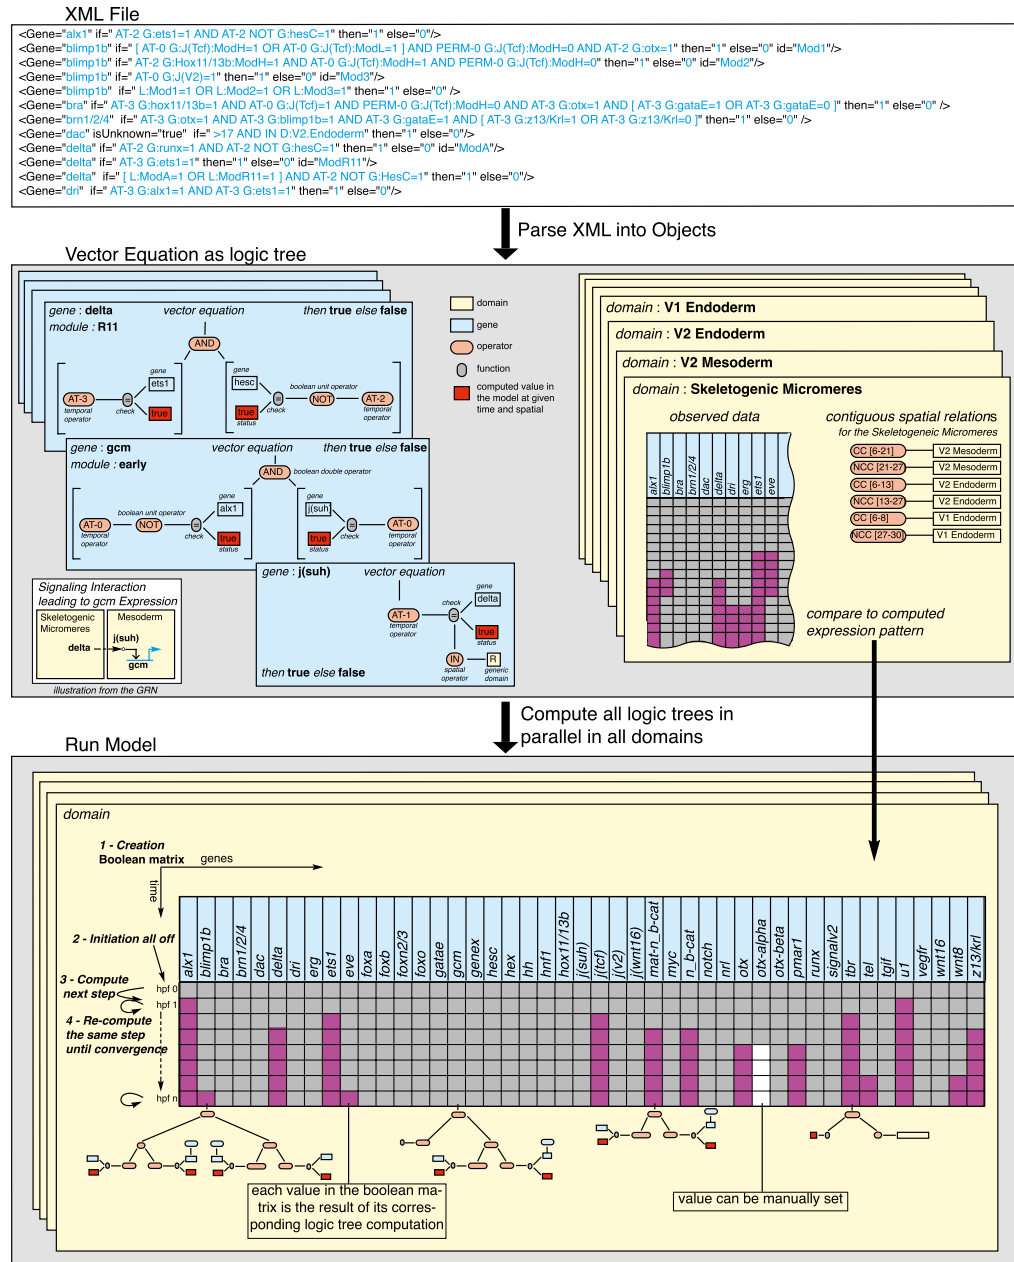 XML File
<Gene="alx1" if=" AT-2 G:ets1=1 AND AT-2 NOT G:hesC=1" then="1" else="0"/>
<Gene="blimp1b" if=" [ AT-0 G:J(Tcf):ModH=1 OR AT-0 G:J(Tcf):ModL=1 ] AND PERM-0 G:J(Tcf):ModH=0 AND AT-2 G:otx=1" then="1" else="0" id="Mod1"/>
<Gene="blimp1b" if=" AT-2 G:Hox11/13b:ModH=1 AND AT-0 G:J(Tcf):ModH=1 AND PERM-0 G:J(Tcf):ModH=0" then="1" else="0" id="Mod2"/>
<Gene="blimp1b" if=" AT-0 G:J(V2)=1" then="1" else="0" id="Mod3"/>
<Gene="blimp1b" if=" L:Mod1=1 OR L:Mod2=1 OR L:Mod3=1" then="1" else="0" />
<Gene="bra" if=" AT-3 G:hox11/13b=1 AND AT-0 G:J(Tcf)=1 AND PERM-0 G:J(Tcf):ModH=0 AND AT-3 G:otx=1 AND [ AT-3 G:gataE=1 OR AT-3 G:gataE=0 ]" then="1" else="0" />
<Gene="brn1/2/4" if=" AT-3 G:otx=1 AND AT-3 G:blimp1b=1 AND AT-3 G:gataE=1 AND [ AT-3 G:z13/Krl=1 OR AT-3 G:z13/Krl=0 ]" then="1" else="0" />
<Gene="dac" isUnknown="true" if=" >17 AND IN D:V2.Endoderm" then="1" else="0"/>
<Gene="delta" if=" AT-2 G:runx=1 AND AT-2 NOT G:hesC=1" then="1" else="0" id="ModA"/>
<Gene="delta" if=" AT-3 G:ets1=1" then="1" else="0" id="ModR11"/>
<Gene="delta" if=" [ L:ModA=1 OR L:ModR11=1 ] AND AT-2 NOT G:HesC=1" then="1" else="0"/>
<Gene="dri" if=" AT-3 G:alx1=1 AND AT-3 G:ets1=1" then="1" else="0"/>
Parse XML into Objects
Vector Equation as logic tree
gene : delta
vector equation
then true else false
module : R11
AND
gene
ets1
AT-3
=
check
true
status
temporal operator
gene
hesc
boolean unit operator
=
check
NOT
AT-2
true
status
temporal operator
gene : gcm
vector equation
then true else false
module : early
AND
boolean double operator
gene
alx1
boolean unit operator
AT-0
NOT
=
check
true
status
temporal operator
gene
j(suh)
=
check
AT-0
true
status
temporal operator
gene : j(suh)
vector equation
gene
delta
check
AT-1
=
temporal operator
true
status
IN
R
spatial operator
generic domain
then true else false
Signaling Interaction
leading to gcm Expression
Skeletogenic Micromeres
Mesoderm
j(suh)
delta
gcm
illustration from the GRN
domain
gene
operator
function
computed value in
the model at given
time and spatial
domain : V1 Endoderm
domain : V2 Endoderm
domain : V2 Mesoderm
domain : Skeletogenic Micromeres
observed data
alx1
blimp1b
bra
brn1/2/4
dac
delta
dri
erg
ets1
eve
contiguous spatial relations
for the Skeletogeneic Micromeres
CC [6-21] V2 Mesoderm
NCC [21-27] V2 Mesoderm
CC [6-13] V2 Endoderm
NCC [13-27] V2 Endoderm
CC [6-8] V1 Endoderm
NCC [27-30] V1 Endoderm
compare to computed
expression pattern
Compute all logic trees in
parallel in all domains
Run Model
domain
1 - Creation
Boolean matrix
genes
time
2 - Initiation all off
3 - Compute
next step
hpf 0
hpf 1
4 - Re-compute
the same step
until convergence
hpf n
alx1
blimp1b
bra
brn1/2/4
dac
delta
dri
erg
ets1
eve
foxa
foxb
foxn2/3
foxo
gatae
gcm
genex
hesc
hex
hh
hnf1
hox11/13b
j(suh)
j(tcf)
j(v2)
j(wnt16)
mat-n_b-cat
myc
n_b-cat
notch
nrl
otx
otx-alpha
otx-beta
pmar1
runx
signalv2
tbr
tel
tgif
u1
vegfr
wnt16
wnt8
z13/krl
each value in the boolean ma-
trix is the result of its corres-
ponding logic tree computation
value can be manually set